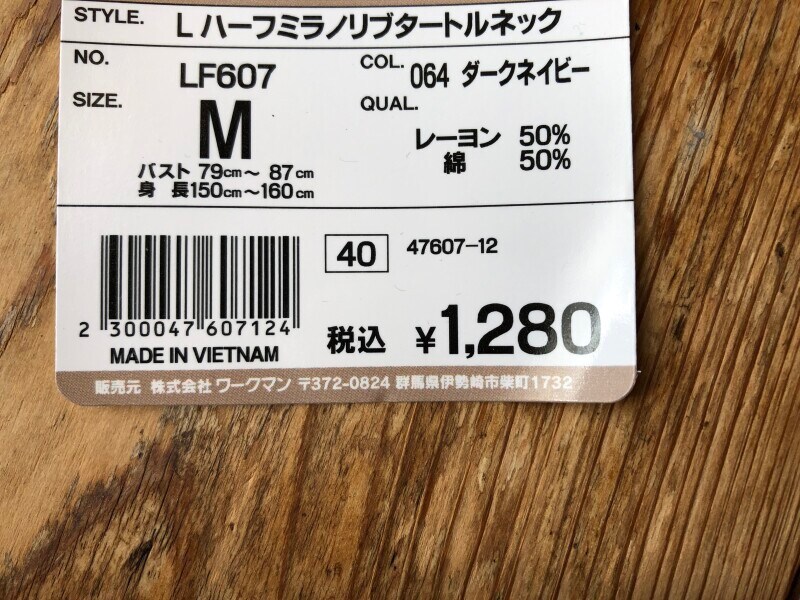 STYLE. Lハーフミラノリブタートルネック
NO. LF607
COL. 064 ダークネイビー
SIZE. M
バスト 79cm～ 87cm
身 長150cm～160cm
QUAL.
レーヨン 50%
綿 50%
40 47607-12
2 300047 607124
MADE IN VIETNAM
税込 ¥1,280
販売元 株式会社 ワークマン 〒372-0824 群馬県伊勢崎市柴町1732